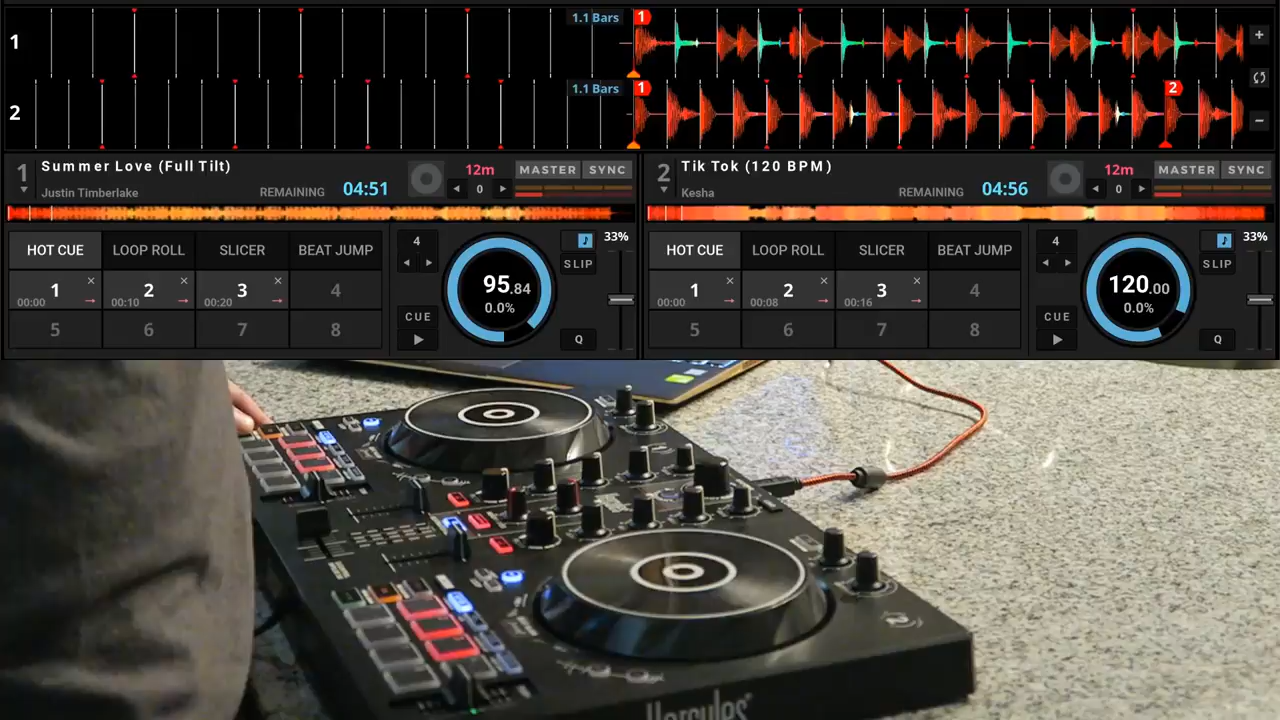 1 1.1 Bars 1
2 1.1 Bars 1 2
1 Summer Love (Full Tilt) 12m MASTER SYNC
Justin Timberlake REMAINING 04:51 0
2 Tik Tok (120 BPM) 12m MASTER SYNC
Kesha REMAINING 04:56 0
HOT CUE LOOP ROLL SLICER BEAT JUMP 4 33%
SLIP
1 2 3 4
00:00 00:10 00:20
95.84
0.0%
CUE
5 6 7 8 Q
HOT CUE LOOP ROLL SLICER BEAT JUMP 4 33%
SLIP
1 2 3 4
00:00 00:08 00:16
120.00
0.0%
CUE
5 6 7 8 Q
Hercules